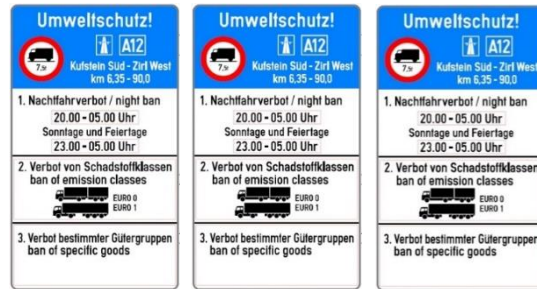 Umweltschutz!
A12
7,5t
Kufstein Süd - Zirl West
km 6,35 - 90,0
1. Nachtfahrverbot / night ban
20.00 - 05.00 Uhr
Sonntage und Feiertage
23.00 - 05.00 Uhr
2. Verbot von Schadstoffklassen
ban of emission classes
EURO 0
EURO 1
3. Verbot bestimmter Gütergruppen
ban of specific goods
Umweltschutz!
A12
7,5t
Kufstein Süd - Zirl West
km 6,35 - 90,0
1. Nachtfahrverbot / night ban
20.00 - 05.00 Uhr
Sonntage und Feiertage
23.00 - 05.00 Uhr
2. Verbot von Schadstoffklassen
ban of emission classes
EURO 0
EURO 1
3. Verbot bestimmter Gütergruppen
ban of specific goods
Umweltschutz!
A12
7,5t
Kufstein Süd - Zirl West
km 6,35 - 90,0
1. Nachtfahrverbot / night ban
20.00 - 05.00 Uhr
Sonntage und Feiertage
23.00 - 05.00 Uhr
2. Verbot von Schadstoffklassen
ban of emission classes
EURO 0
EURO 1
3. Verbot bestimmter Gütergruppen
ban of specific goods